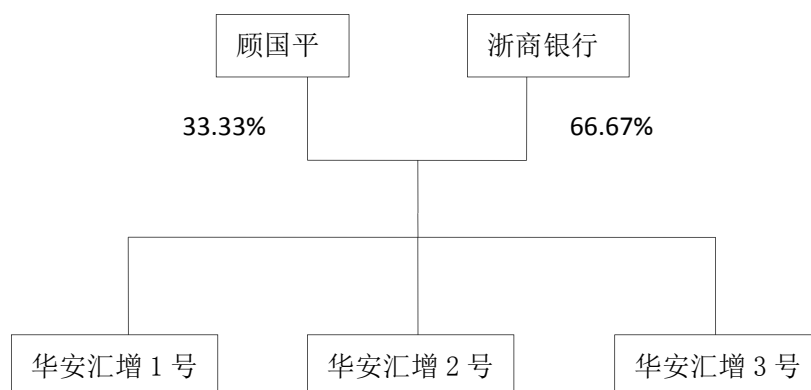 顾国平
浙商银行
33.33%
66.67%
华安汇增 1 号
华安汇增 2 号
华安汇增 3 号